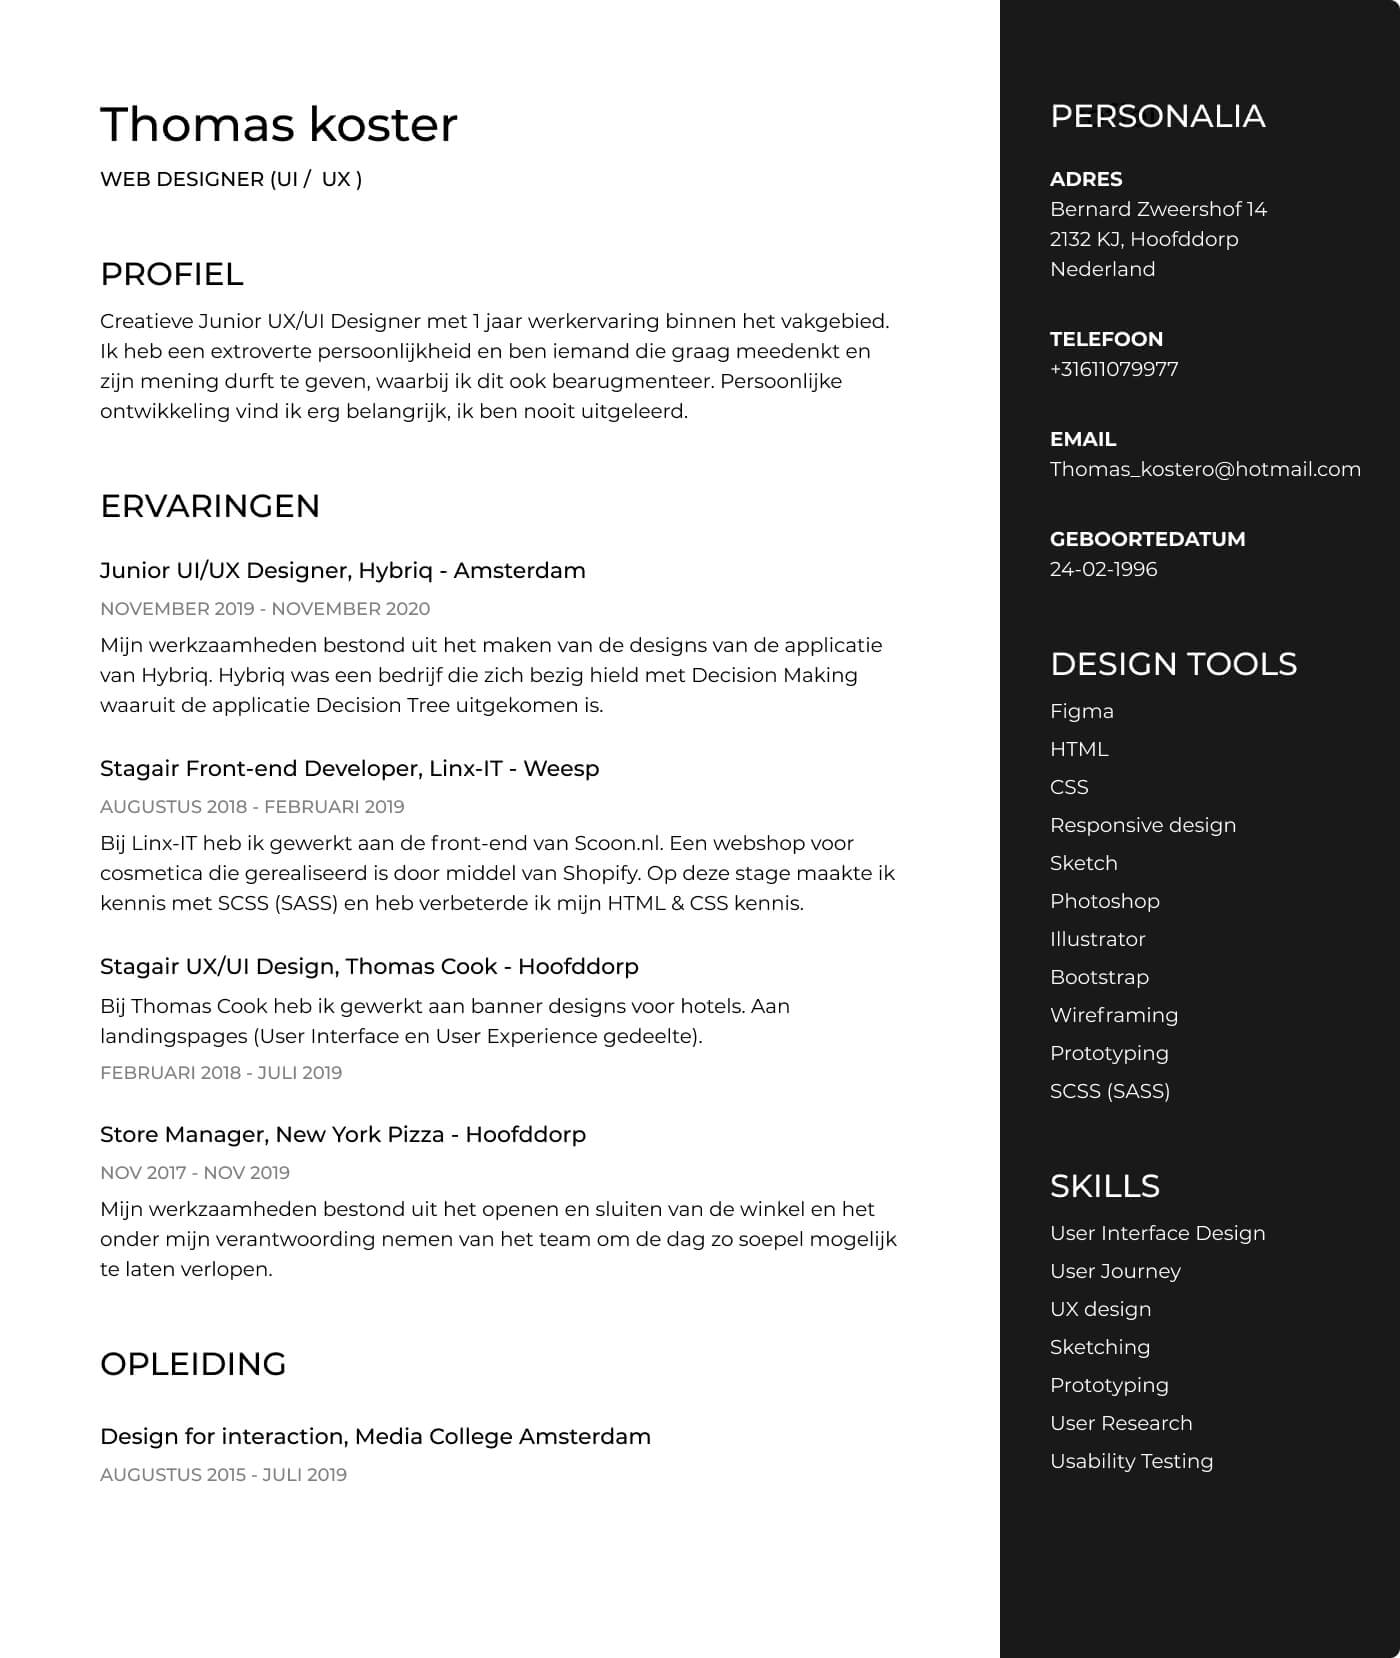 Thomas koster
WEB DESIGNER (UI /  UX )
PROFIEL
Creatieve Junior UX/UI Designer met 1 jaar werkervaring binnen het vakgebied.
Ik heb een extroverte persoonlijkheid en ben iemand die graag meedenkt en
zijn mening durft te geven, waarbij ik dit ook bearugmenteer. Persoonlijke
ontwikkeling vind ik erg belangrijk, ik ben nooit uitgeleerd.
ERVARINGEN
Junior UI/UX Designer, Hybriq - Amsterdam
NOVEMBER 2019 - NOVEMBER 2020
Mijn werkzaamheden bestond uit het maken van de designs van de applicatie
van Hybriq. Hybriq was een bedrijf die zich bezig hield met Decision Making
waaruit de applicatie Decision Tree uitgekomen is.
Stagair Front-end Developer, Linx-IT - Weesp
AUGUSTUS 2018 - FEBRUARI 2019
Bij Linx-IT heb ik gewerkt aan de front-end van Scoon.nl. Een webshop voor
cosmetica die gerealiseerd is door middel van Shopify. Op deze stage maakte ik
kennis met SCSS (SASS) en heb verbeterde ik mijn HTML & CSS kennis.
Stagair UX/UI Design, Thomas Cook - Hoofddorp
Bij Thomas Cook heb ik gewerkt aan banner designs voor hotels. Aan
landingspages (User Interface en User Experience gedeelte).
FEBRUARI 2018 - JULI 2019
Store Manager, New York Pizza - Hoofddorp
NOV 2017 - NOV 2019
Mijn werkzaamheden bestond uit het openen en sluiten van de winkel en het
onder mijn verantwoording nemen van het team om de dag zo soepel mogelijk
te laten verlopen.
OPLEIDING
Design for interaction, Media College Amsterdam
AUGUSTUS 2015 - JULI 2019
PERSONALIA
ADRES
Bernard Zweershof 14
2132 KJ, Hoofddorp
Nederland
TELEFOON
+31611079977
EMAIL
Thomas_kostero@hotmail.com
GEBOORTEDATUM
24-02-1996
DESIGN TOOLS
Figma
HTML
CSS
Responsive design
Sketch
Photoshop
Illustrator
Bootstrap
Wireframing
Prototyping
SCSS (SASS)
SKILLS
User Interface Design
User Journey
UX design
Sketching
Prototyping
User Research
Usability Testing